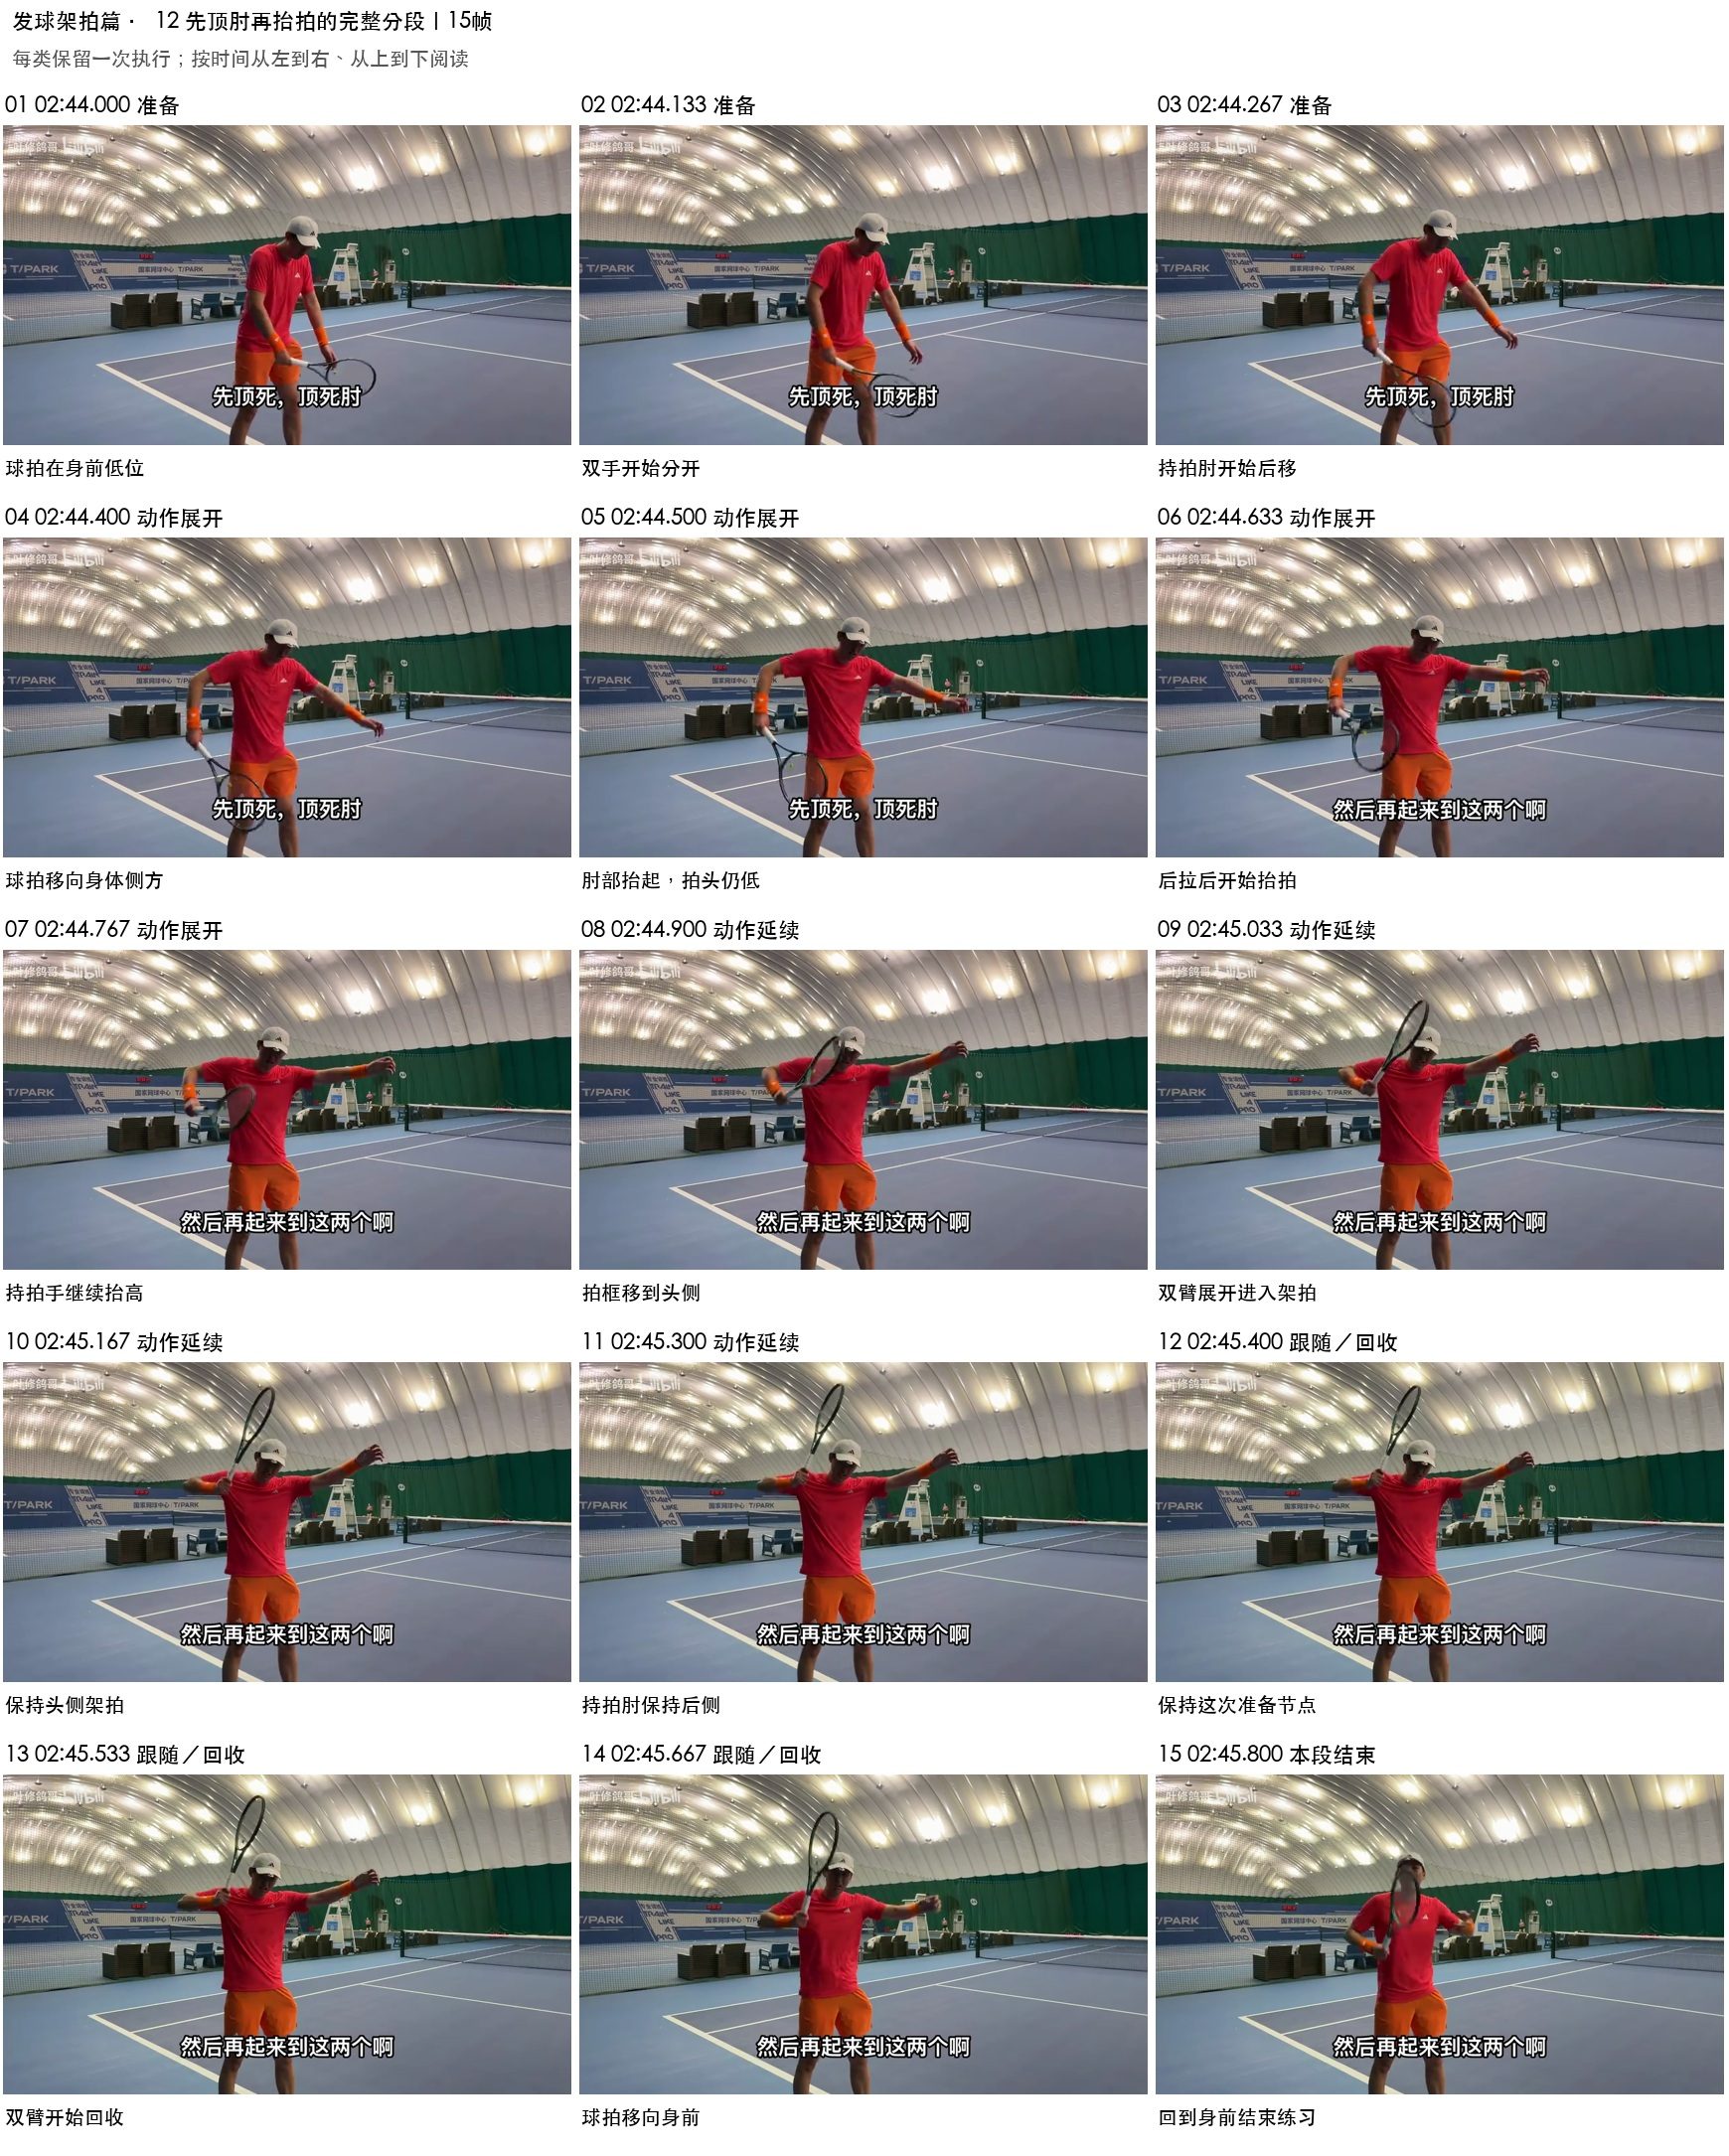 发球架拍篇· 12 先顶肘再抬拍的完整分段 | 15帧
每类保留一次执行；按时间从左到右、从上到下阅读
01 02:44.000 准备
02 02:44.133 准备
03 02:44.267 准备
先顶死，顶死肘
先顶死，顶死肘
先顶死，顶死肘
球拍在身前低位
双手开始分开
持拍肘开始后移
04 02:44.400 动作展开
05 02:44.500 动作展开
06 02:44.633 动作展开
先顶死，顶死肘
先顶死，顶死肘
然后再起来到这两个啊
球拍移向身体侧方
肘部抬起，拍头仍低
后拉后开始抬拍
07 02:44.767 动作展开
08 02:44.900 动作延续
09 02:45.033 动作延续
然后再起来到这两个啊
然后再起来到这两个啊
然后再起来到这两个啊
持拍手继续抬高
拍框移到头侧
双臂展开进入架拍
10 02:45.167 动作延续
11 02:45.300 动作延续
12 02:45.400 跟随／回收
然后再起来到这两个啊
然后再起来到这两个啊
然后再起来到这两个啊
保持头侧架拍
持拍肘保持后侧
保持这次准备节点
13 02:45.533 跟随／回收
14 02:45.667 跟随／回收
15 02:45.800 本段结束
然后再起来到这两个啊
然后再起来到这两个啊
然后再起来到这两个啊
双臂开始回收
球拍移向身前
回到身前结束练习